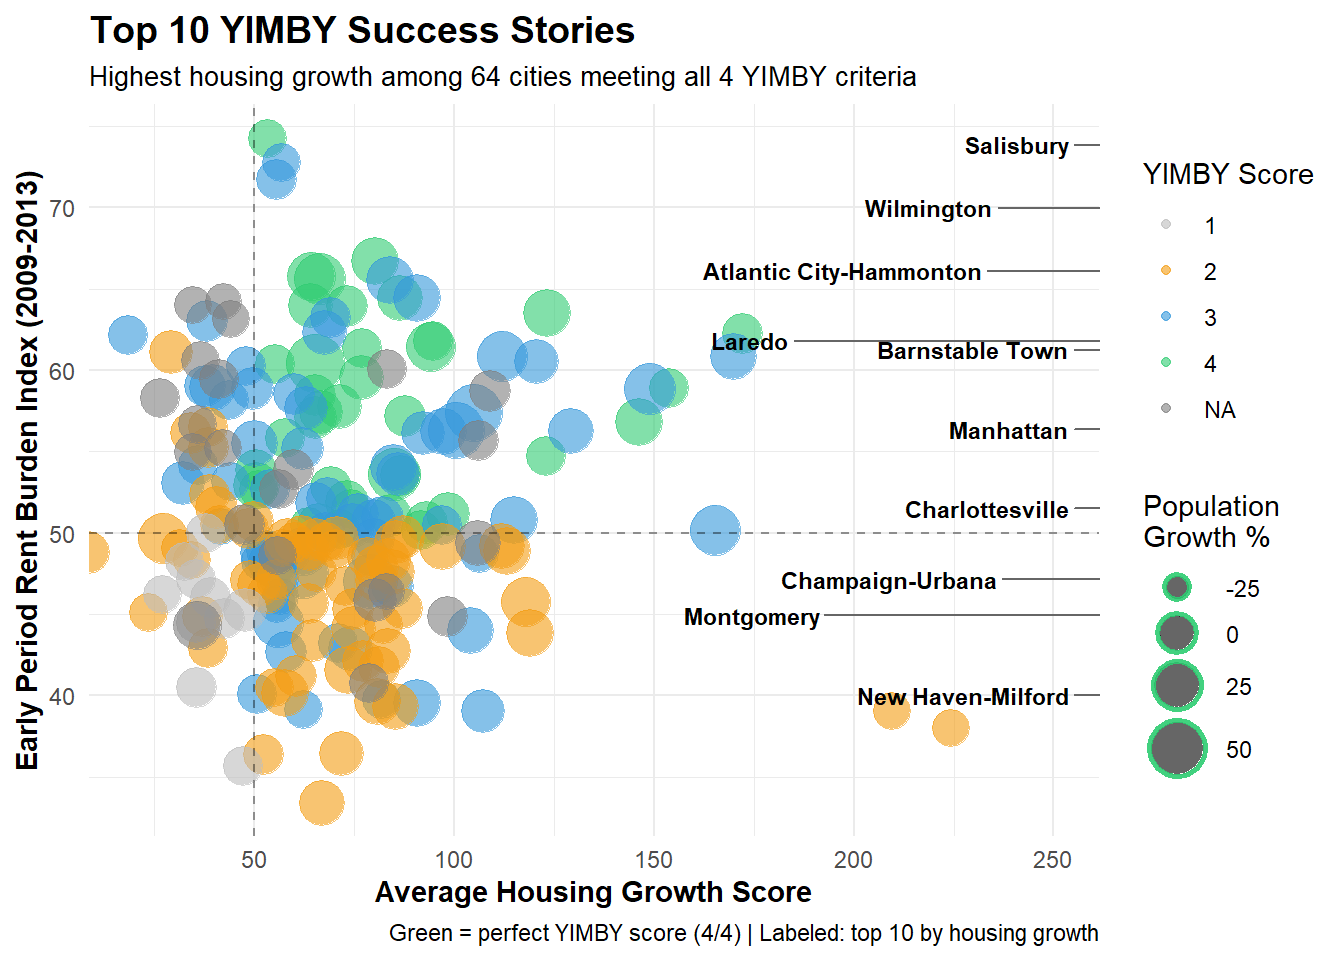 Top 10 YIMBY Success Stories
Highest housing growth among 64 cities meeting all 4 YIMBY criteria
Early Period Rent Burden Index (2009-2013)
70
60
50
40
Salisbury
Wilmington
Atlantic City-Hammonton
Laredo
Barnstable Town
Manhattan
Charlottesville
Champaign-Urbana
Montgomery
New Haven-Milford
50
100
150
200
250
Average Housing Growth Score
Green = perfect YIMBY score (4/4) | Labeled: top 10 by housing growth
YIMBY Score
1
2
3
4
NA
Population
Growth %
-25
0
25
50